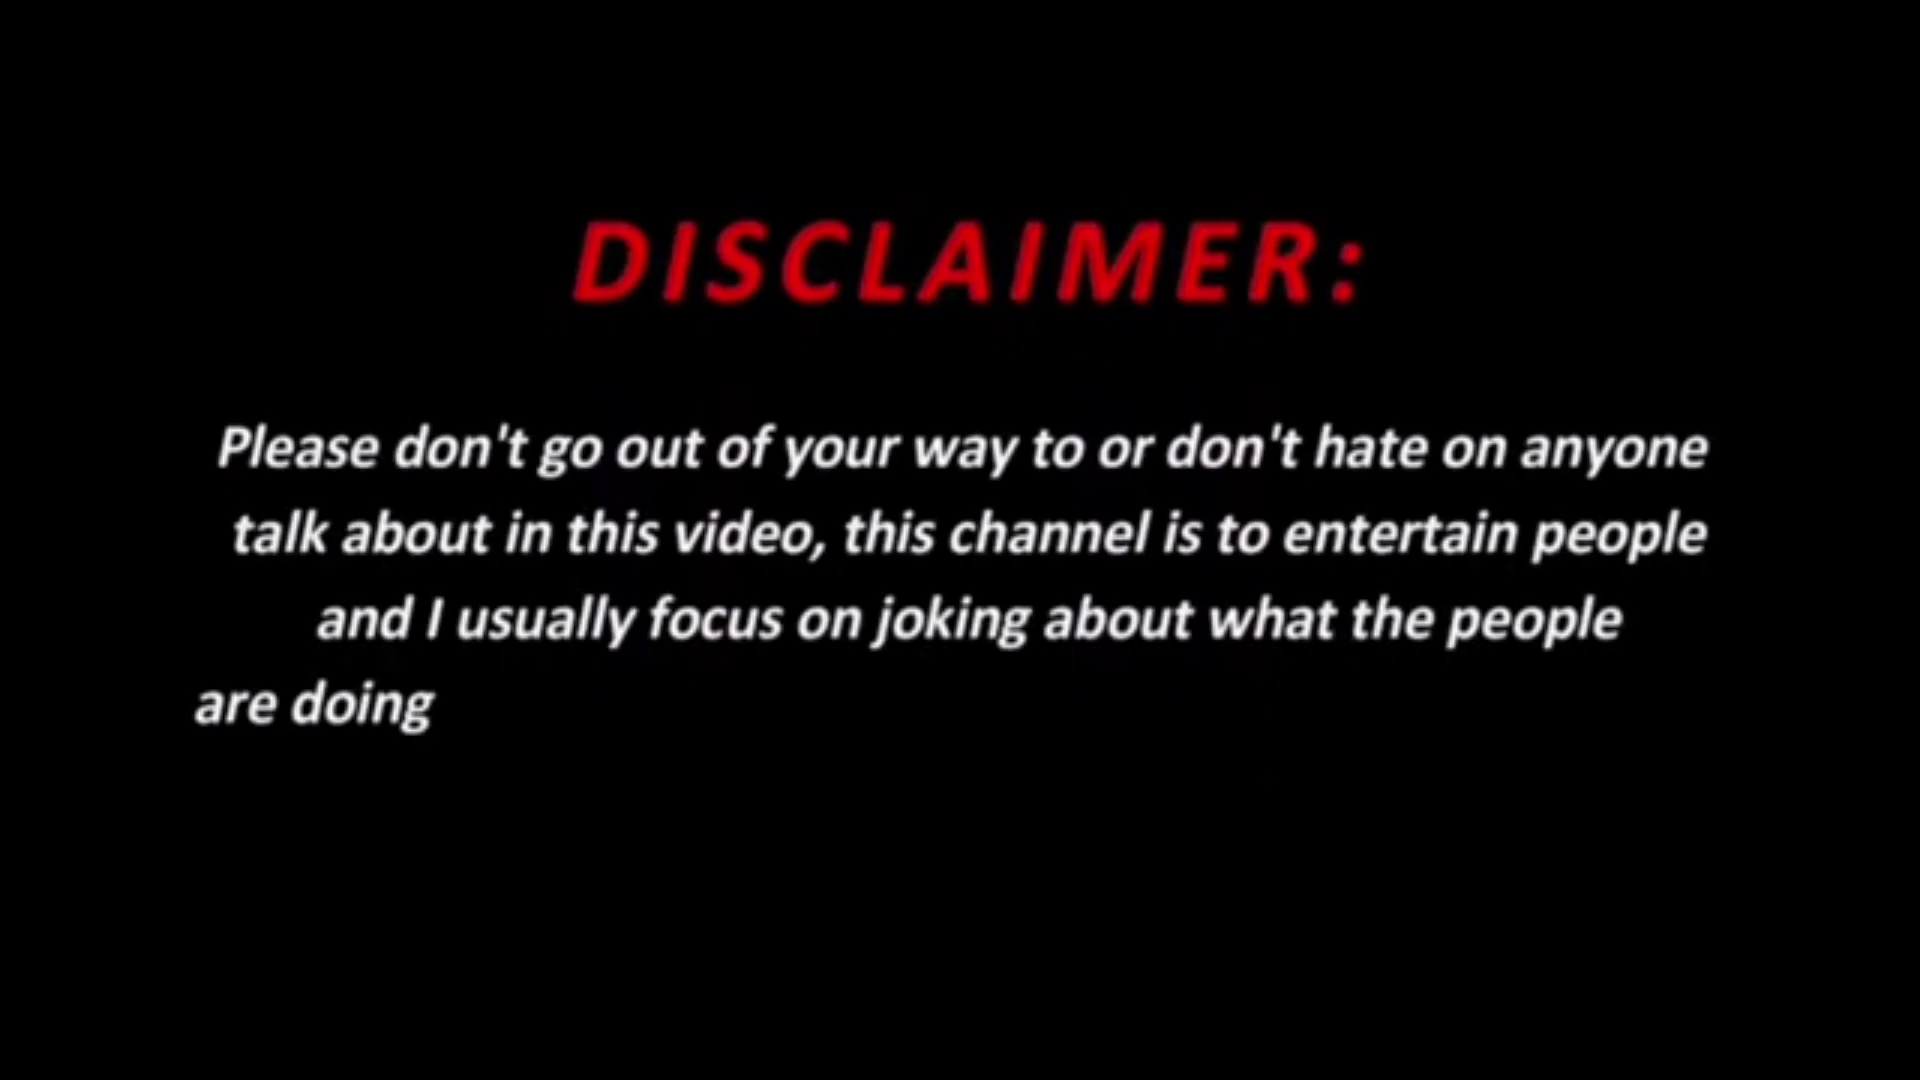 DISCLAIMER:
Please don't go out of your way to or don't hate on anyone
talk about in this video, this channel is to entertain people
and I usually focus on joking about what the people
are doing